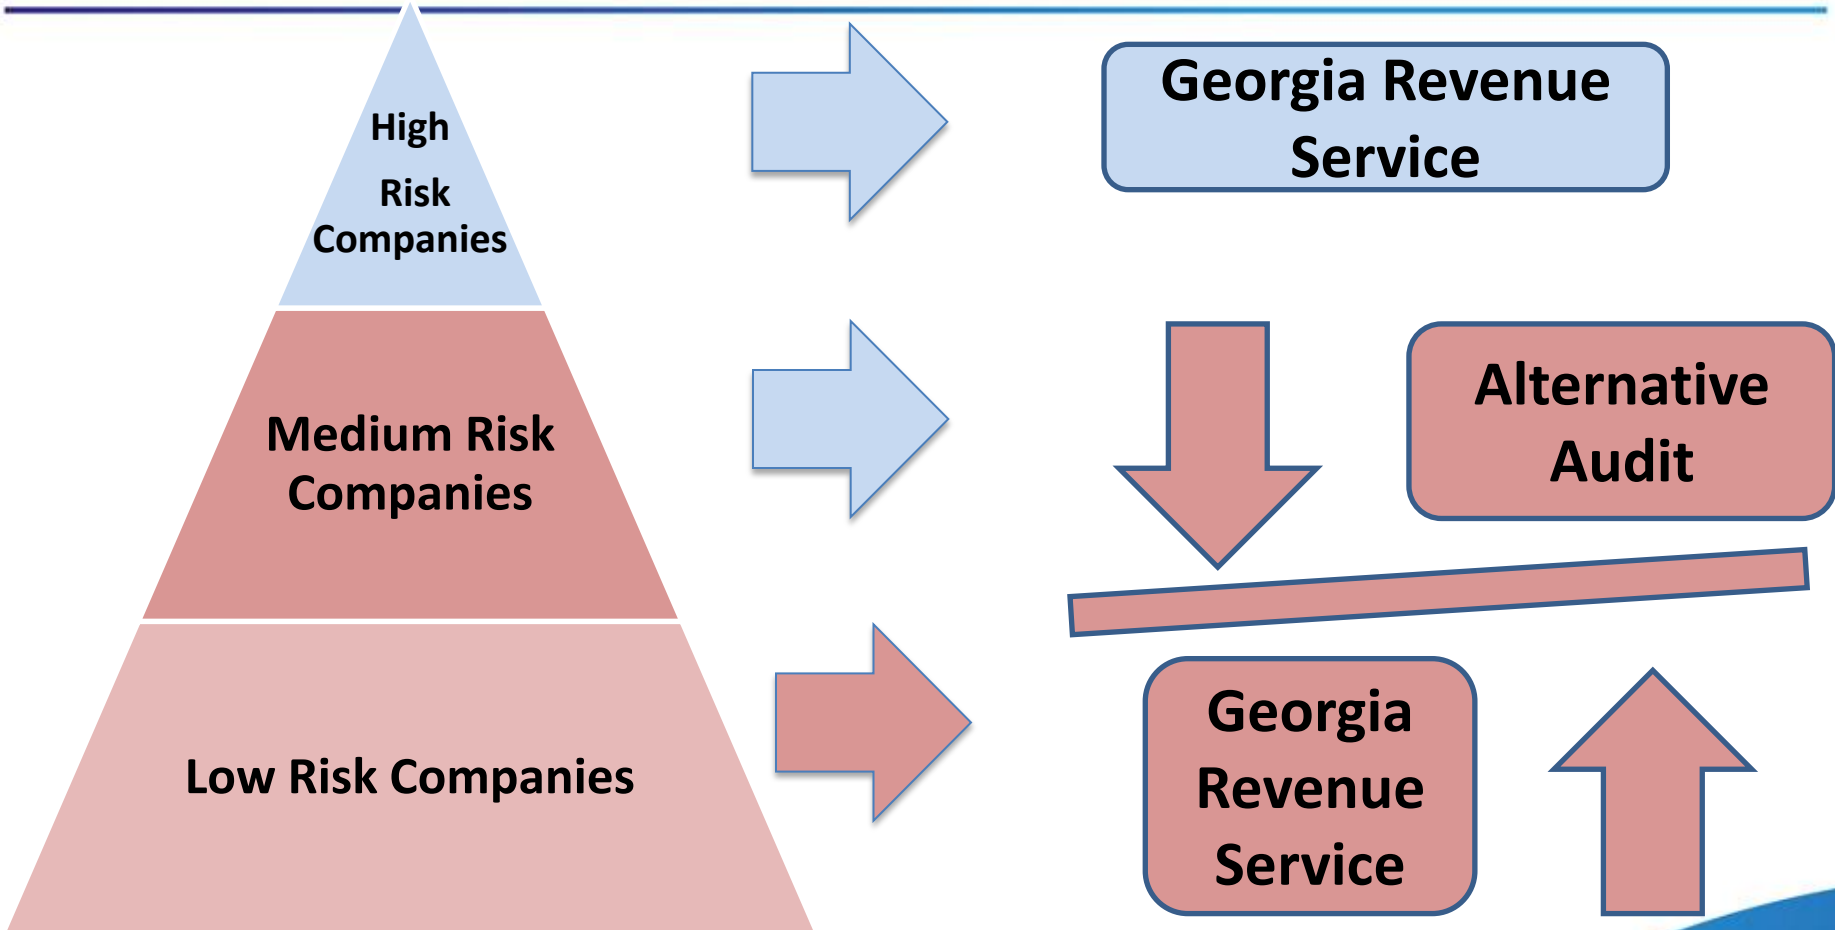 High
Risk
Companies
Georgia Revenue
Service
Medium Risk
Companies
Alternative
Audit
Low Risk Companies
Georgia
Revenue
Service